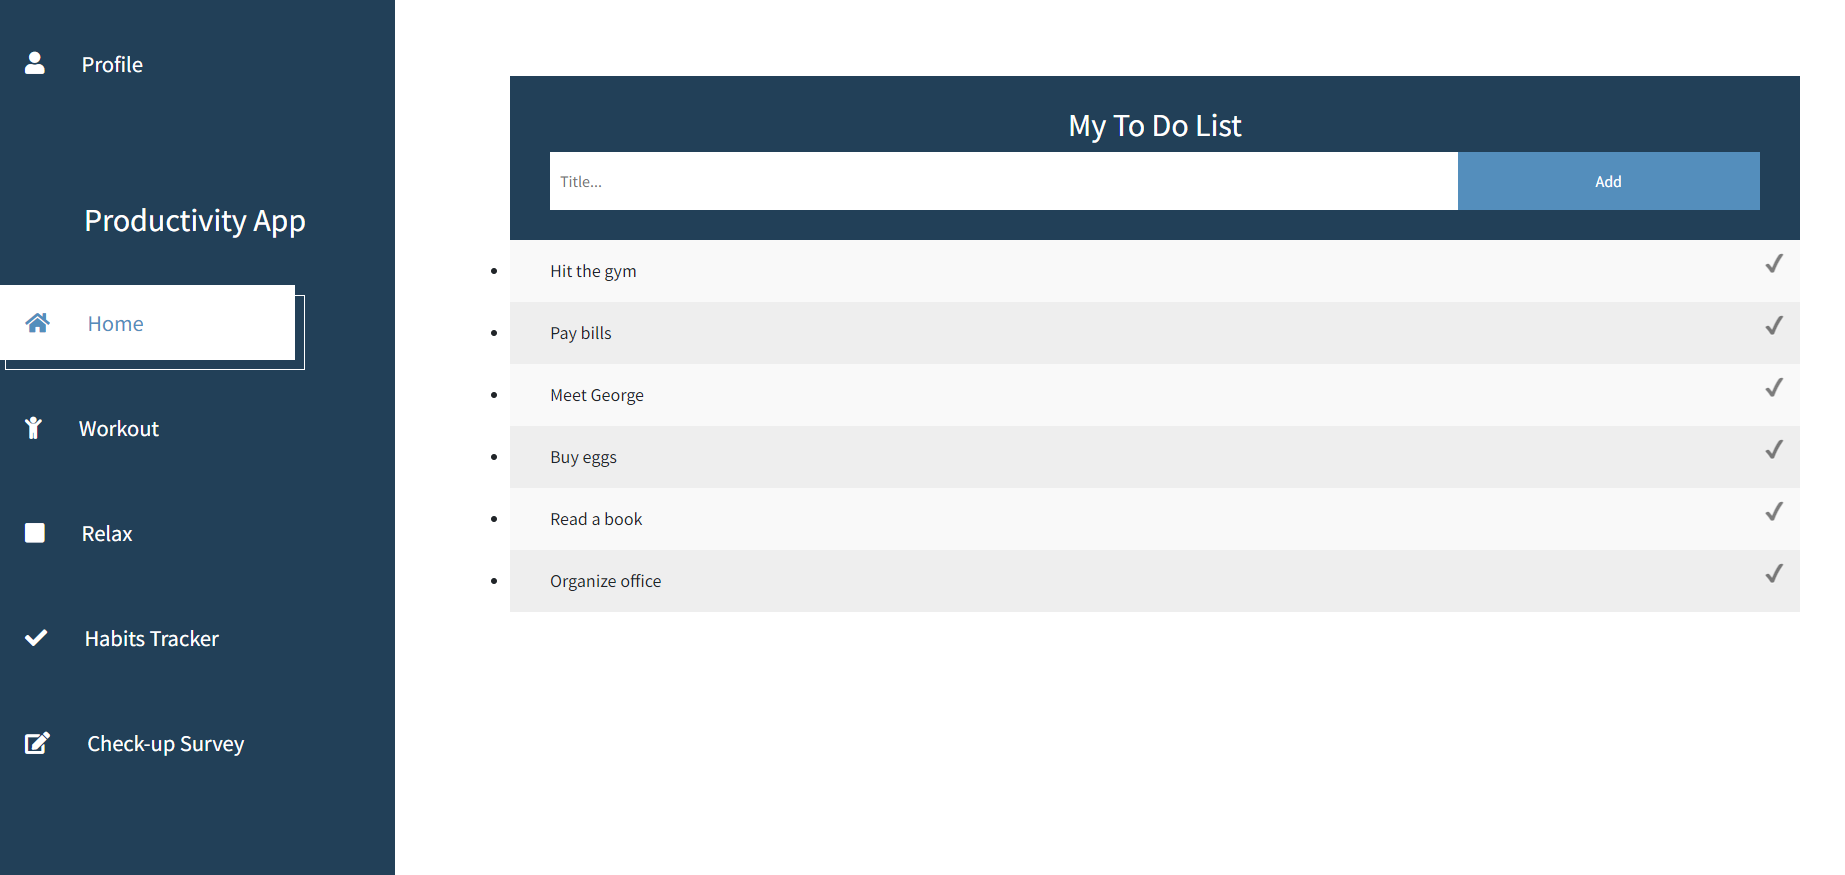 Profile
Productivity App
Home
Workout
Relax
Habits Tracker
Check-up Survey
My To Do List
Title...
Add
Hit the gym
Pay bills
Meet George
Buy eggs
Read a book
Organize office